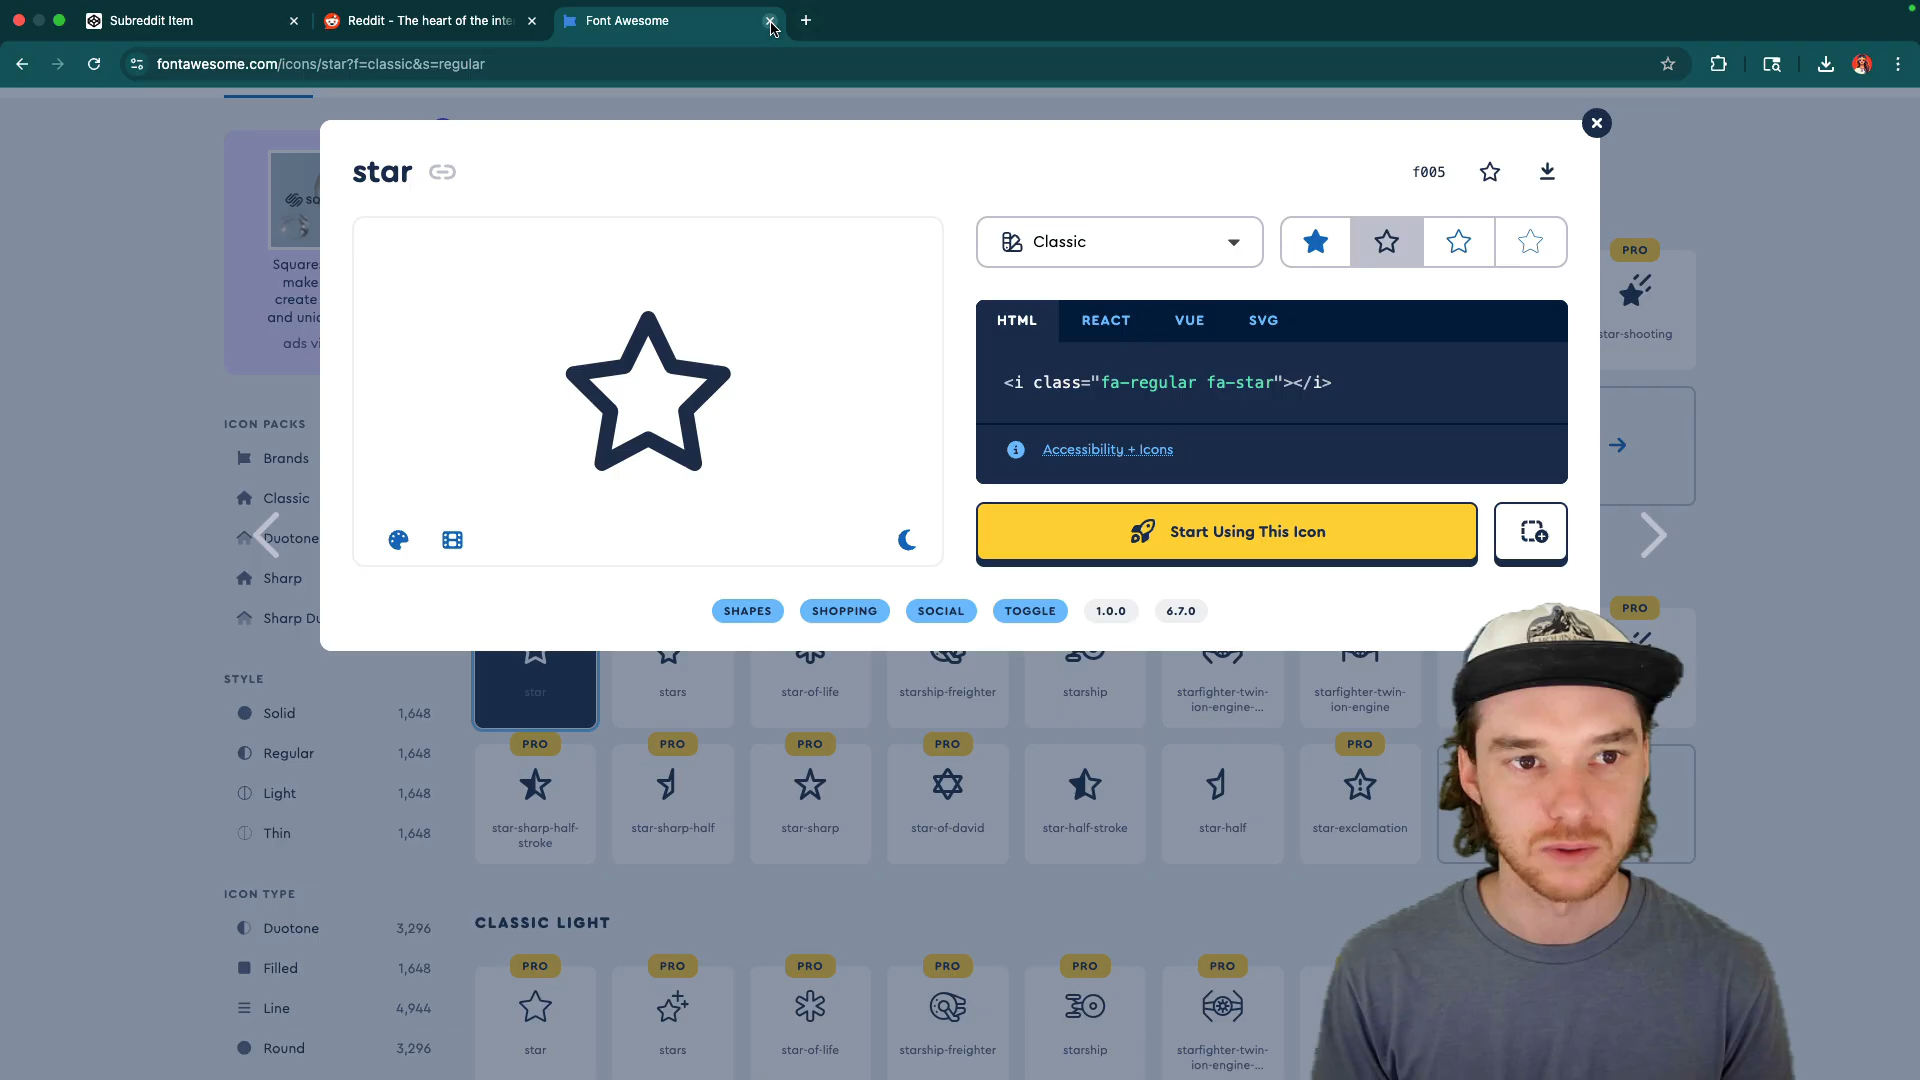 Subreddit Item
Reddit - The heart of the inte
Font Awesome
fontawesome.com/icons/star?f=classic&s=regular
star
f005
Classic
HTML
REACT
VUE
SVG
<i class="fa-regular fa-star"></i>
Accessibility + Icons
Start Using This Icon
SHAPES
SHOPPING
SOCIAL
TOGGLE
1.0.0
6.7.0
Square
make
create
and uni
ads vi
PRO
star-shooting
ICON PACKS
Brands
Classic
Duotone
Sharp
Sharp Du
PRO
STYLE
Solid 1,648
Regular 1,648
Light 1,648
Thin 1,648
star
stars
star-of-life
starship-freighter
starship
starfighter-twin-
ion-engine-...
starfighter-twin-
ion-engine
PRO
PRO
PRO
PRO
PRO
star-sharp-half-
stroke
star-sharp-half
star-sharp
star-of-david
star-half-stroke
star-half
star-exclamation
ICON TYPE
Duotone 3,296
Filled 1,648
Line 4,944
Round 3,296
CLASSIC LIGHT
PRO
PRO
PRO
PRO
PRO
PRO
star
stars
star-of-life
starship-freighter
starship
starfighter-twin-
ion-engine-...